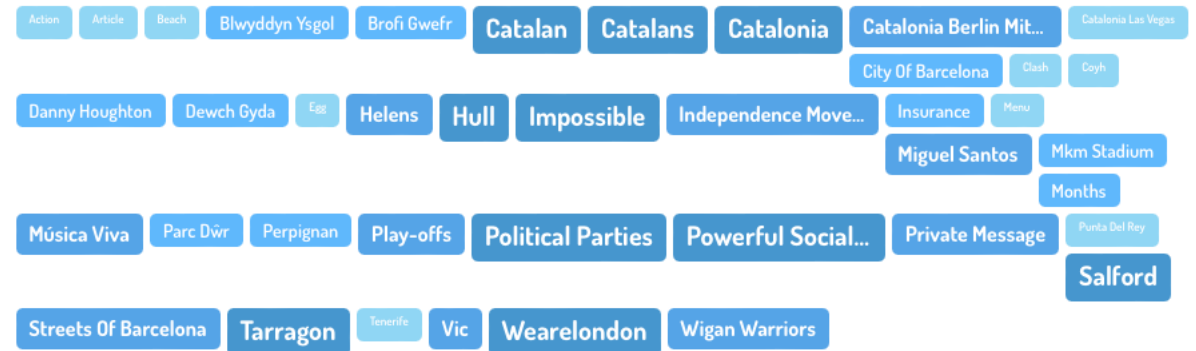 Action Article Beach Blwyddyn Ysgol Brofi Gwefr Catalan Catalans Catalonia Catalonia Berlin Mit... Catalonia Las Vegas
City Of Barcelona Clash Coyh
Danny Houghton Dewch Gyda Egg Helens Hull Impossible Independence Move... Insurance Menu
Miguel Santos Mkm Stadium
Months
Música Viva Parc Dŵr Perpignan Play-offs Political Parties Powerful Social... Private Message Punta Del Rey
Salford
Streets Of Barcelona Tarragon Tenerife Vic Wearelondon Wigan Warriors